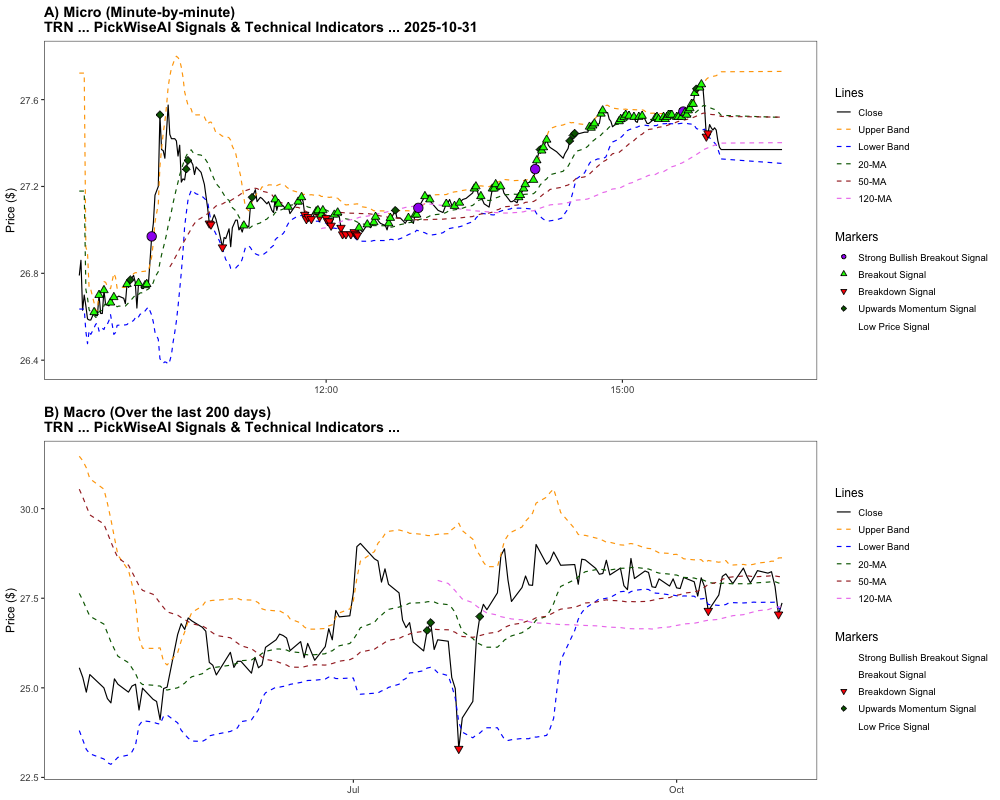 A) Micro (Minute-by-minute)
TRN ... PickWiseAI Signals & Technical Indicators ... 2025-10-31
Price ($)
27.6
27.2
26.8
26.4
12:00
15:00
Lines
Close
Upper Band
Lower Band
20-MA
50-MA
120-MA
Markers
Strong Bullish Breakout Signal
Breakout Signal
Breakdown Signal
Upwards Momentum Signal
Low Price Signal
B) Macro (Over the last 200 days)
TRN ... PickWiseAI Signals & Technical Indicators ...
Price ($)
30.0
27.5
25.0
22.5
Jul
Oct
Lines
Close
Upper Band
Lower Band
20-MA
50-MA
120-MA
Markers
Strong Bullish Breakout Signal
Breakout Signal
Breakdown Signal
Upwards Momentum Signal
Low Price Signal